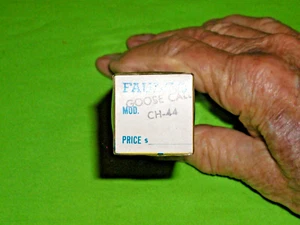 GOOSE CALL
MOD. CH-44
PRICE $